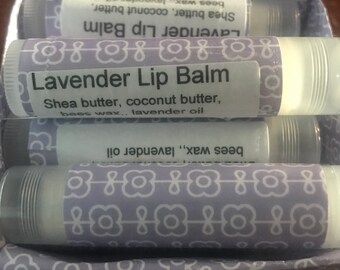 Lavender Lip Balm
Shea butter, coconut butter,
Lavender Lip Balm
Shea butter, coconut butter,
bees wax,, lavender oil
bees wax,, lavender oil